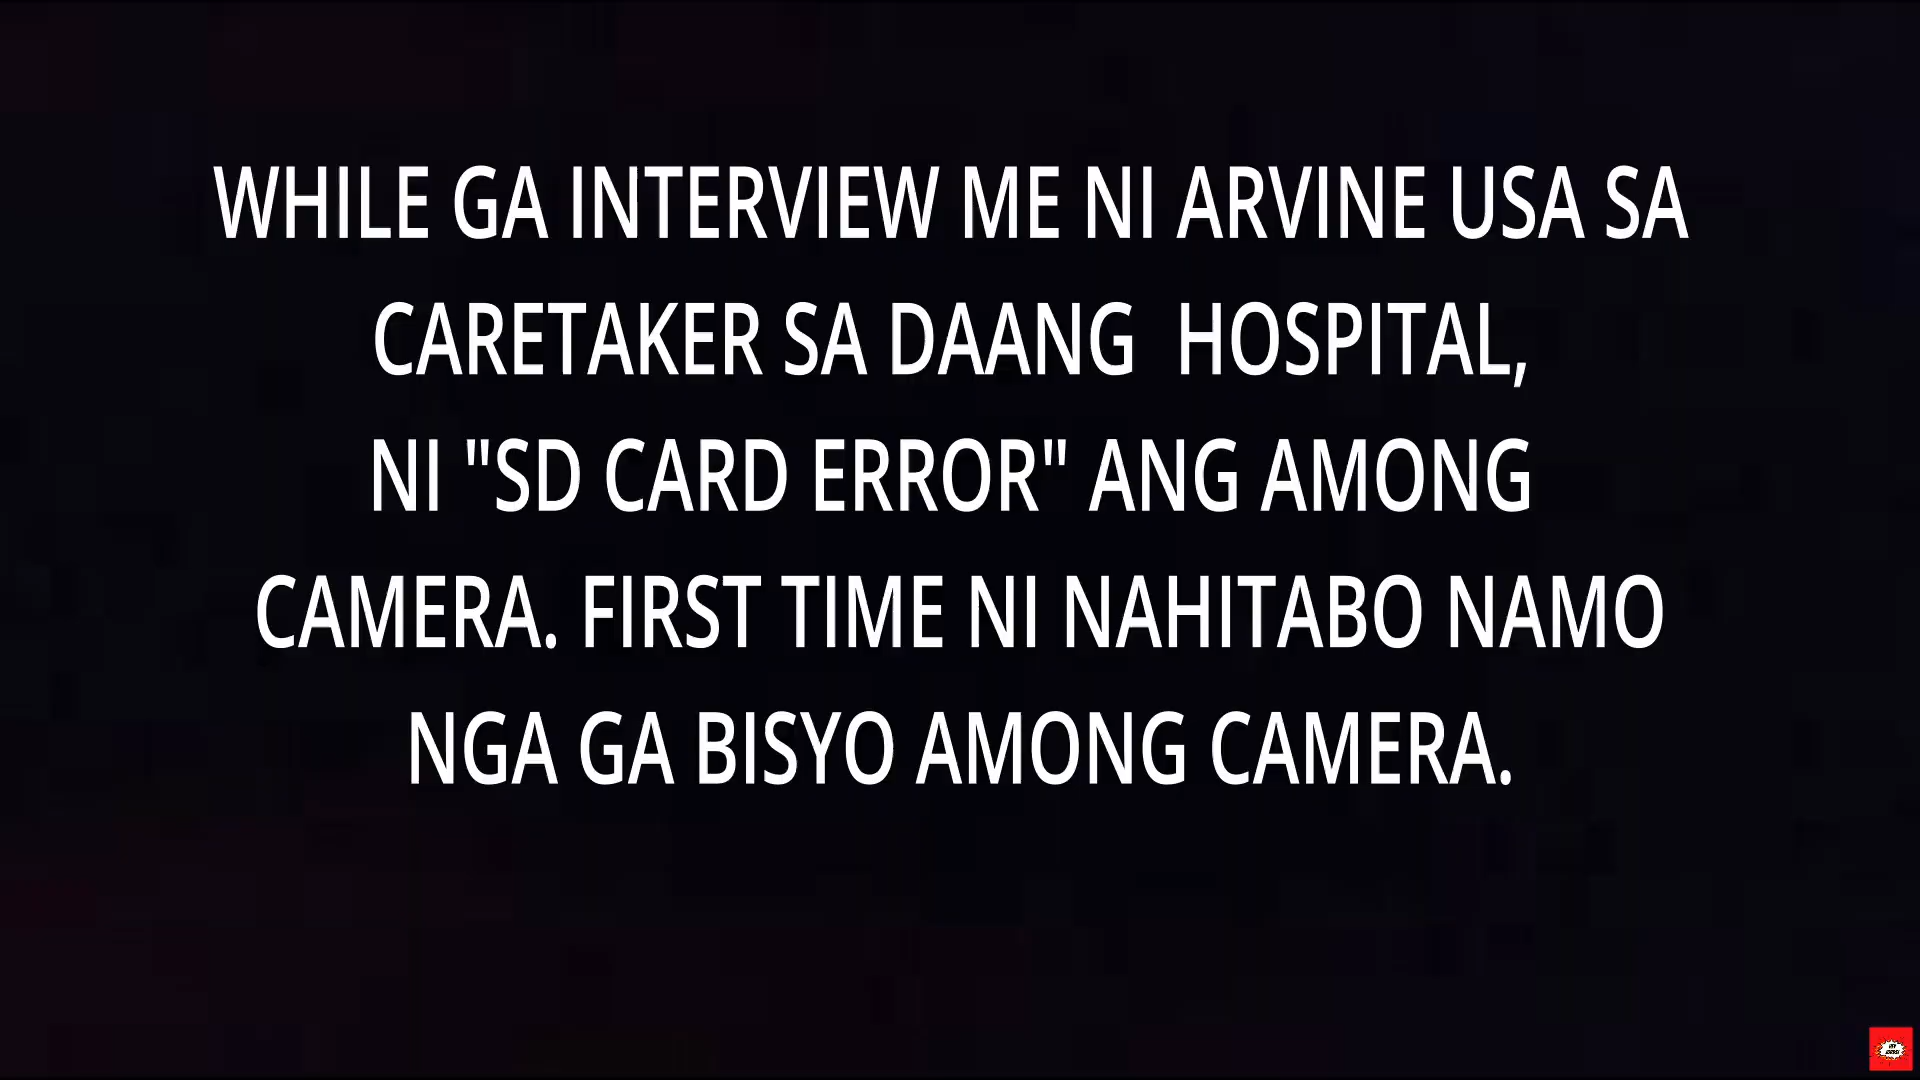 WHILE GA INTERVIEW ME NI ARVINE USA SA
CARETAKER SA DAANG HOSPITAL,
NI "SD CARD ERROR" ANG AMONG
CAMERA. FIRST TIME NI NAHITABO NAMO
NGA GA BISYO AMONG CAMERA.